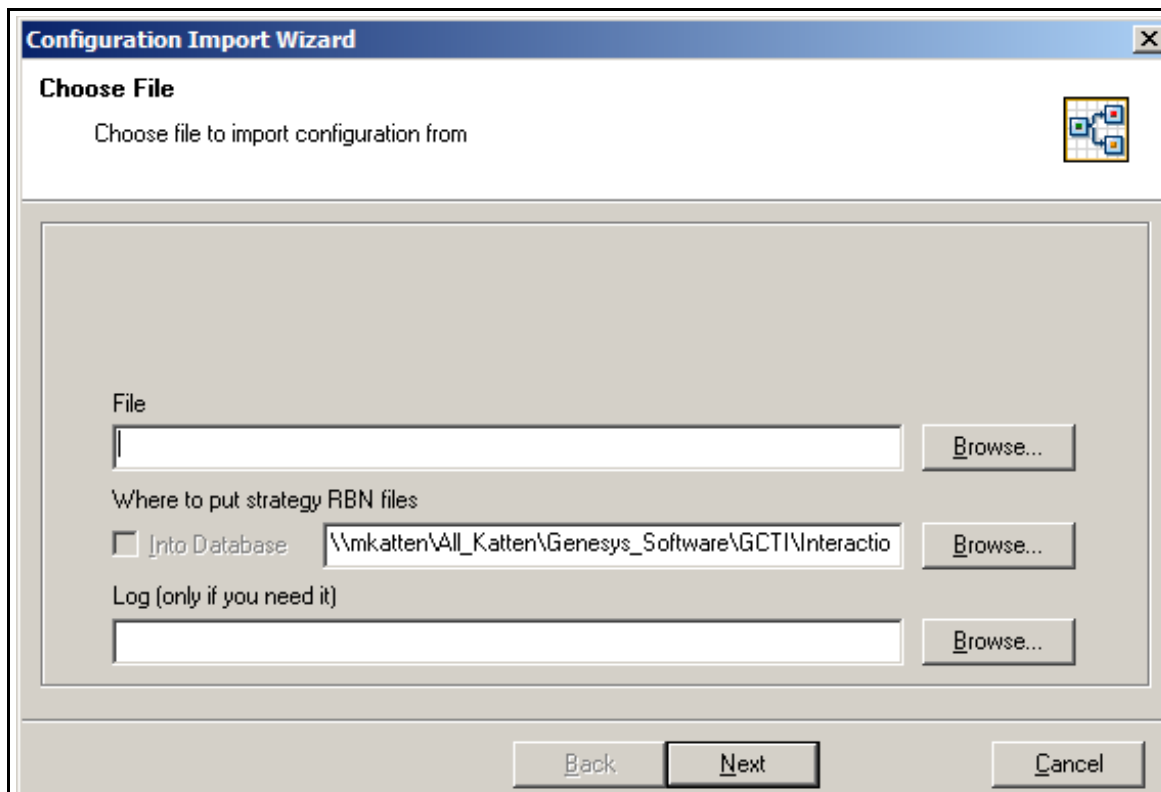 Configuration Import Wizard
Choose File
Choose file to import configuration from
File
Browse...
Where to put strategy RBN files
Into Database \\mkatten\All_Katten\Genesys_Software\GCTI\Interactio Browse...
Log (only if you need it)
Browse...
Back Next Cancel